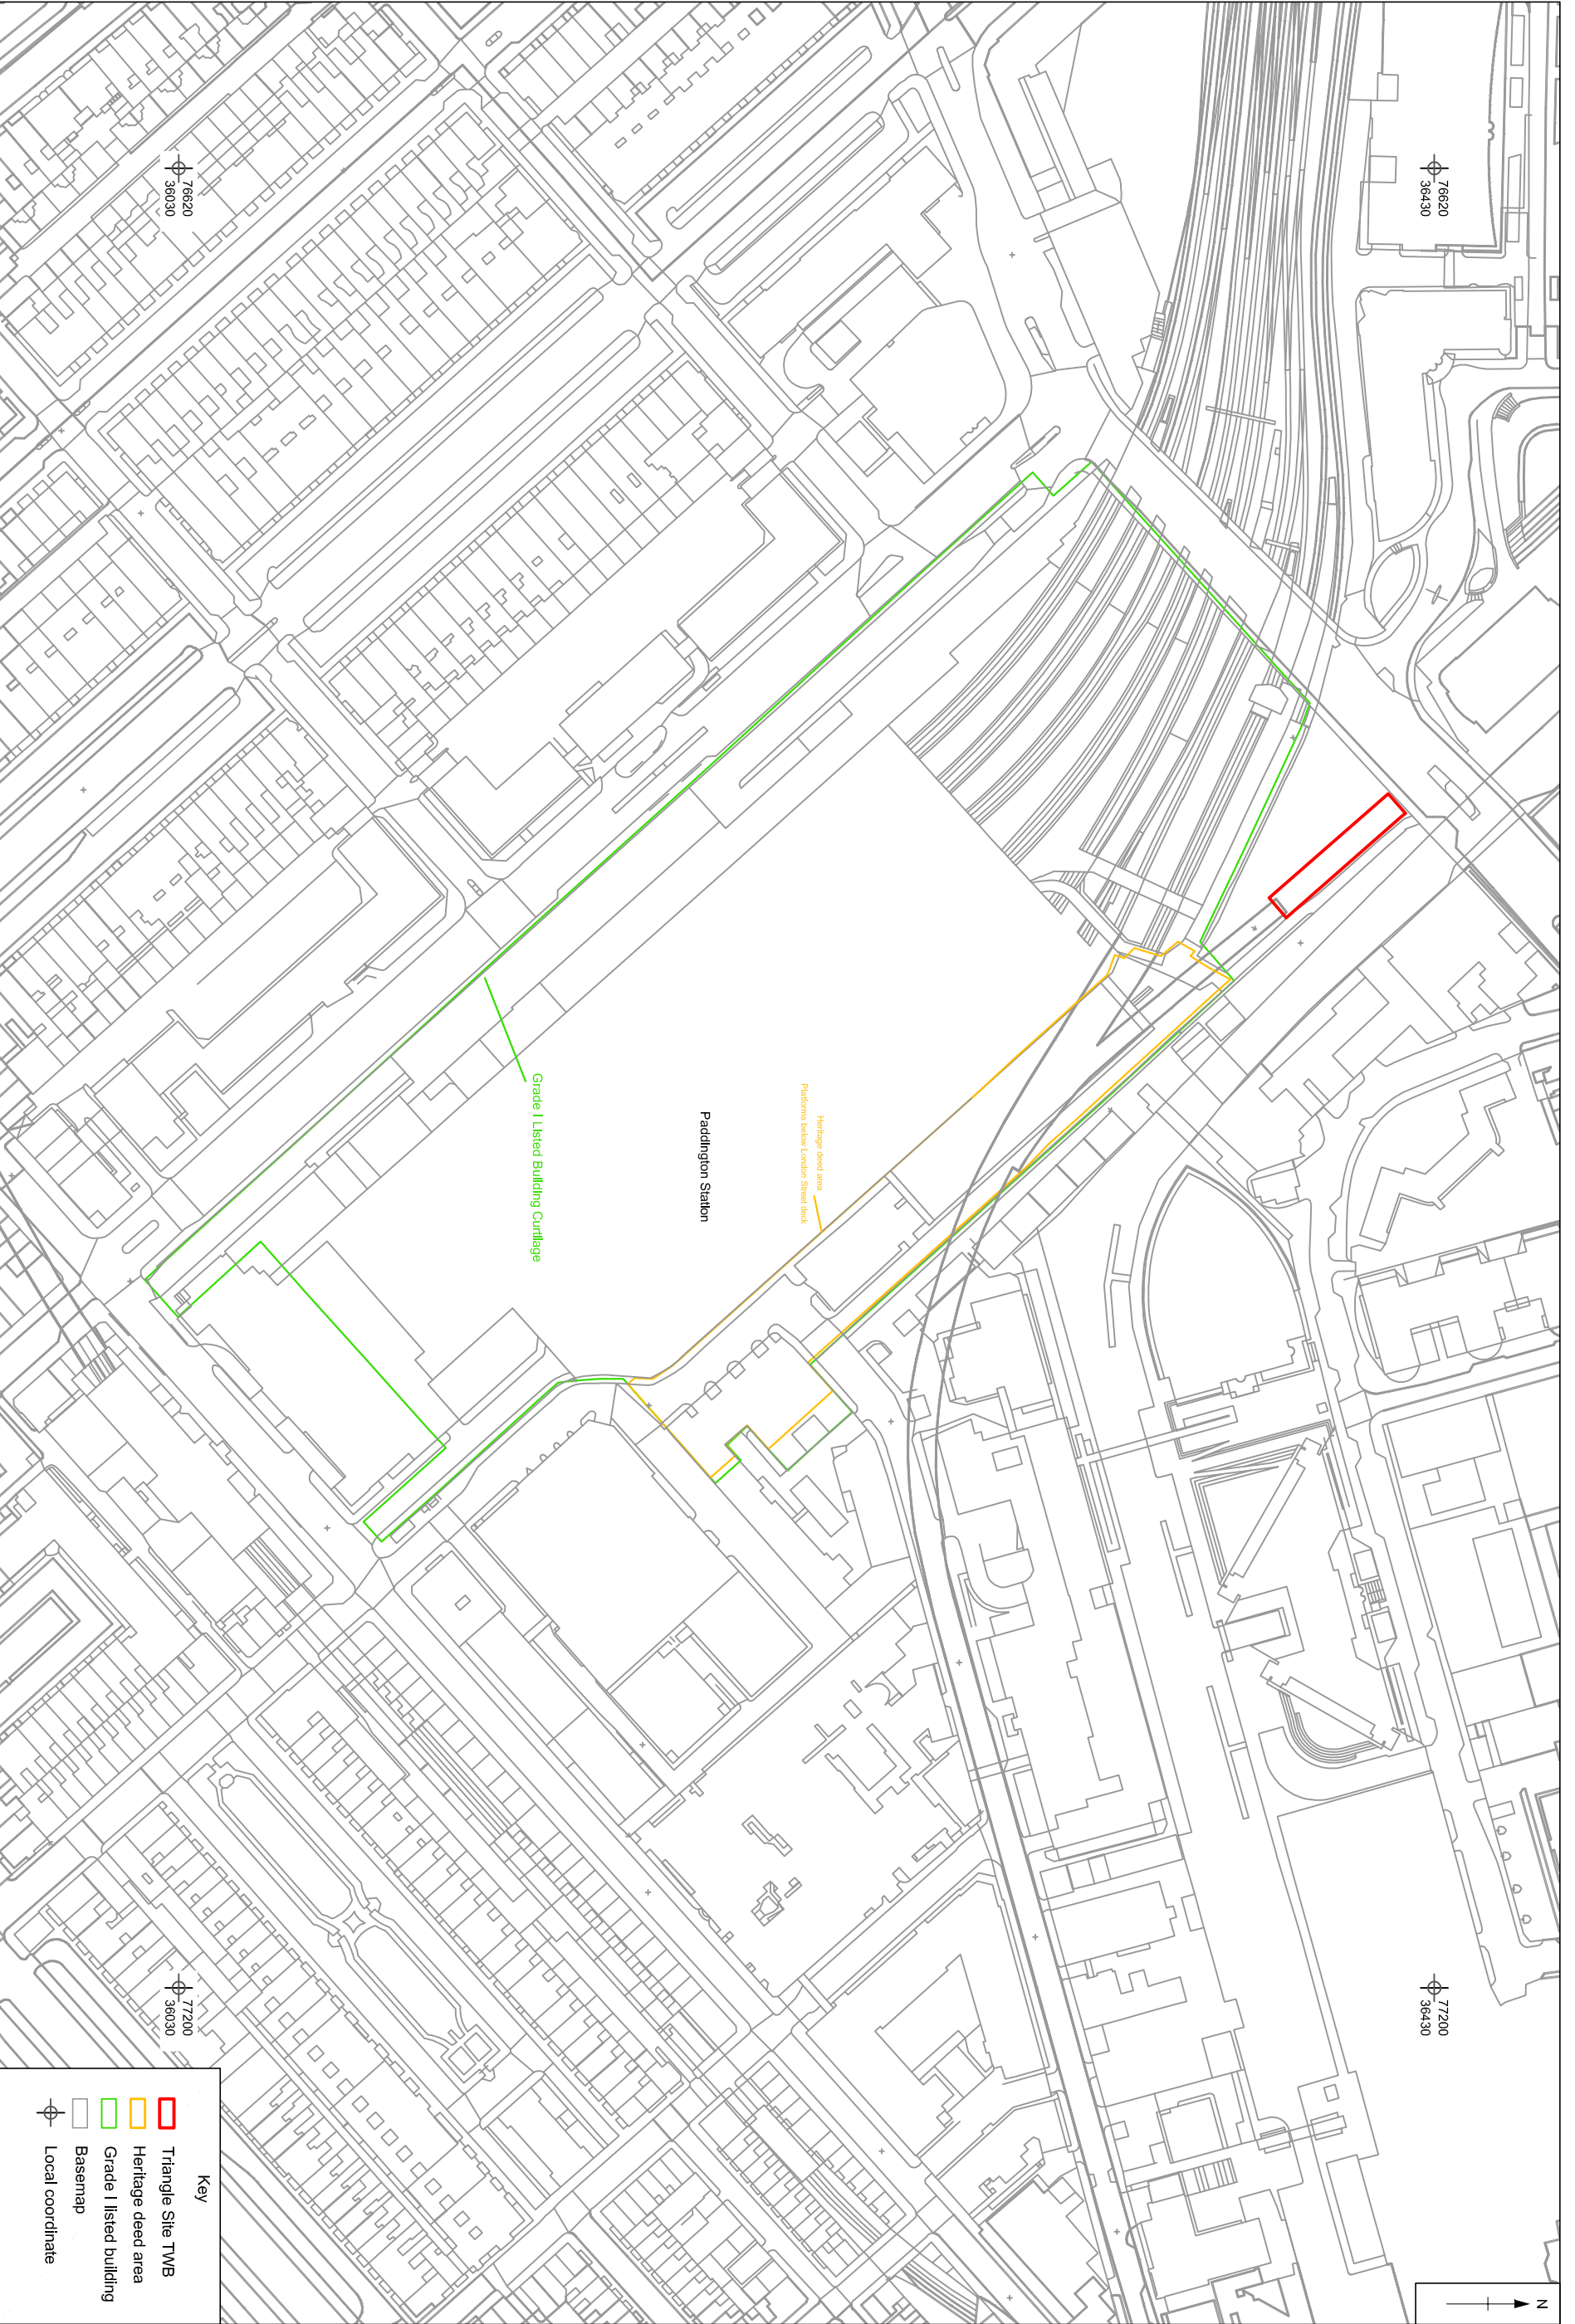 76620
36430
77200
36430
N
Heritage deed area
Platforms below London Street deck
Paddington Station
Grade I Listed Building Curtilage
76620
36030
77200
36030
Key
Triangle Site TWB
Heritage deed area
Grade I listed building
Basemap
Local coordinate